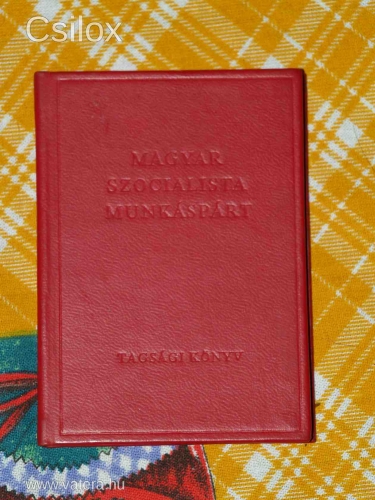 Csilox
MAGYAR
SZOCIALISTA
MUNKÁSPÁRT
TAGSÁGI KÖNYV
www.vatera.hu